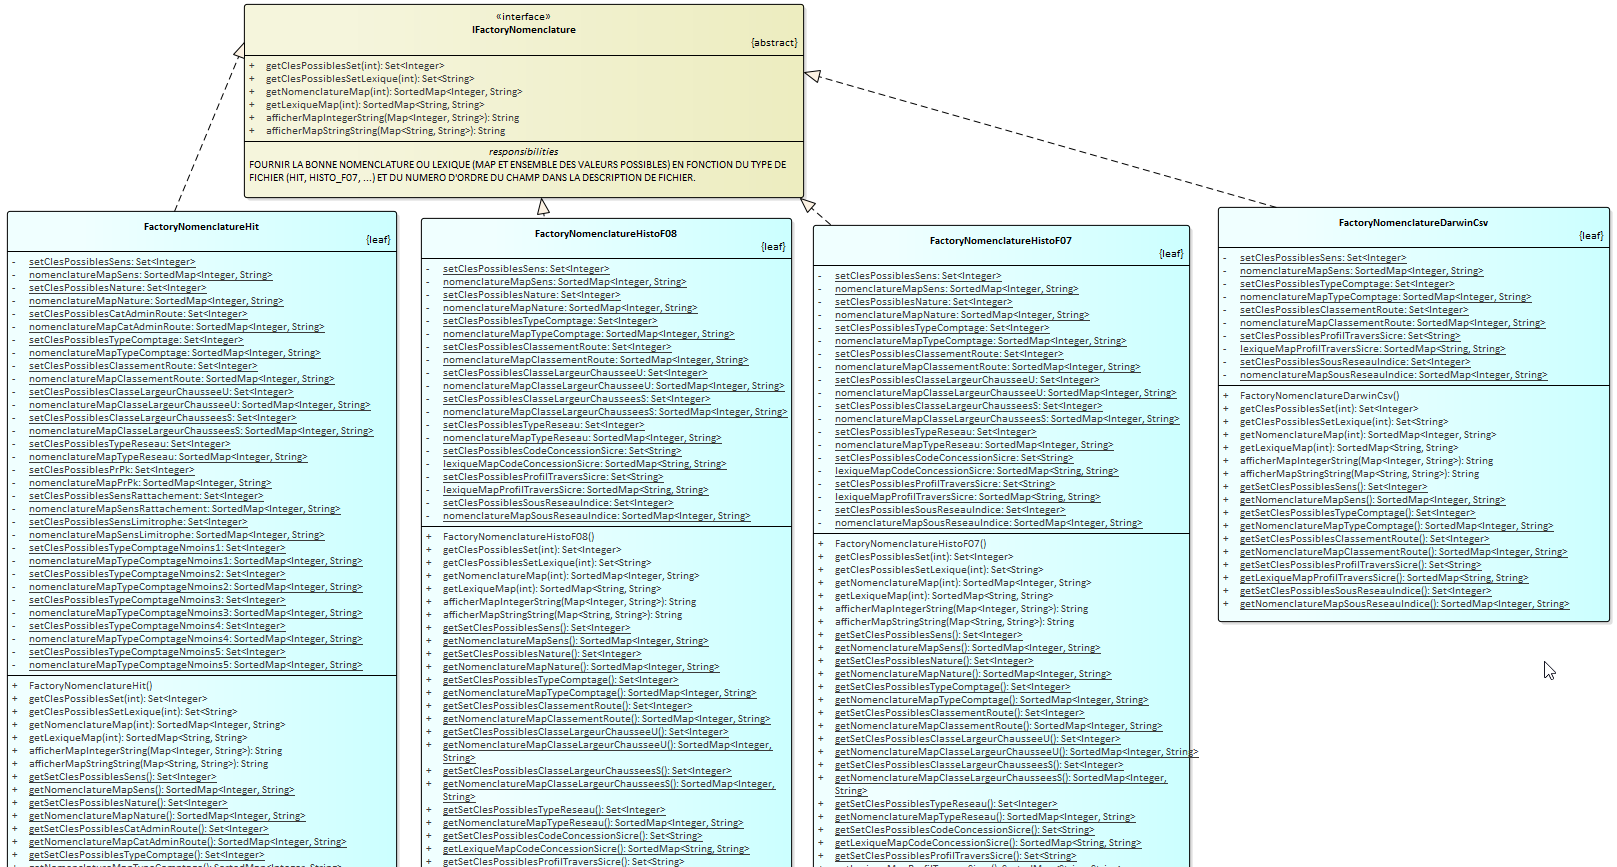 «interface»
IFactoryNomenclature
{abstract}
+ getClesPossiblesSet(int): Set<Integer>
+ getClesPossiblesSetLexique(int): Set<String>
+ getNomenclatureMap(int): SortedMap<Integer, String>
+ getLexiqueMap(int): SortedMap<String, String>
+ afficherMapIntegerString(Map<Integer, String>): String
+ afficherMapStringString(Map<String, String>): String
responsibilities
FOURNIR LA BONNE NOMENCLATURE OU LEXIQUE (MAP ET ENSEMBLE DES VALEURS POSSIBLES) EN FONCTION DU TYPE DE
FICHIER (HIT, HISTO_F07, ...) ET DU NUMERO D'ORDRE DU CHAMP DANS LA DESCRIPTION DE FICHIER.
FactoryNomenclatureHit
{leaf}
- setClesPossiblesSens: Set<Integer>
- nomenclatureMapSens: SortedMap<Integer, String>
- setClesPossiblesNature: Set<Integer>
- nomenclatureMapNature: SortedMap<Integer, String>
- setClesPossiblesCatAdminRoute: Set<Integer>
- nomenclatureMapCatAdminRoute: SortedMap<Integer, String>
- setClesPossiblesTypeComptage: Set<Integer>
- nomenclatureMapTypeComptage: SortedMap<Integer, String>
- setClesPossiblesClassementRoute: Set<Integer>
- nomenclatureMapClassementRoute: SortedMap<Integer, String>
- setClesPossiblesClasseLargeurChausseeU: Set<Integer>
- nomenclatureMapClasseLargeurChausseeU: SortedMap<Integer, String>
- setClesPossiblesClasseLargeurChausseesS: Set<Integer>
- nomenclatureMapClasseLargeurChausseesS: SortedMap<Integer, String>
- setClesPossiblesTypeReseau: Set<Integer>
- nomenclatureMapTypeReseau: SortedMap<Integer, String>
- setClesPossiblesPrPk: Set<Integer>
- nomenclatureMapPrPk: SortedMap<Integer, String>
- setClesPossiblesSensRattachement: Set<Integer>
- nomenclatureMapSensRattachement: SortedMap<Integer, String>
- setClesPossiblesSensLimitrophe: Set<Integer>
- nomenclatureMapSensLimitrophe: SortedMap<Integer, String>
- setClesPossiblesTypeComptageNmoins1: Set<Integer>
- nomenclatureMapTypeComptageNmoins1: SortedMap<Integer, String>
- setClesPossiblesTypeComptageNmoins2: Set<Integer>
- nomenclatureMapTypeComptageNmoins2: SortedMap<Integer, String>
- setClesPossiblesTypeComptageNmoins3: Set<Integer>
- nomenclatureMapTypeComptageNmoins3: SortedMap<Integer, String>
- setClesPossiblesTypeComptageNmoins4: Set<Integer>
- nomenclatureMapTypeComptageNmoins4: SortedMap<Integer, String>
- setClesPossiblesTypeComptageNmoins5: Set<Integer>
- nomenclatureMapTypeComptageNmoins5: SortedMap<Integer, String>
+ FactoryNomenclatureHit()
+ getClesPossiblesSet(int): Set<Integer>
+ getClesPossiblesSetLexique(int): Set<String>
+ getNomenclatureMap(int): SortedMap<Integer, String>
+ getLexiqueMap(int): SortedMap<String, String>
+ afficherMapIntegerString(Map<Integer, String>): String
+ afficherMapStringString(Map<String, String>): String
+ getSetClesPossiblesSens(): Set<Integer>
+ getNomenclatureMapSens(): SortedMap<Integer, String>
+ getSetClesPossiblesNature(): Set<Integer>
+ getNomenclatureMapNature(): SortedMap<Integer, String>
+ getSetClesPossiblesCatAdminRoute(): Set<Integer>
+ getNomenclatureMapCatAdminRoute(): SortedMap<Integer, String>
+ getSetClesPossiblesTypeComptage(): Set<Integer>
FactoryNomenclatureHistoF08
{leaf}
- setClesPossiblesSens: Set<Integer>
- nomenclatureMapSens: SortedMap<Integer, String>
- setClesPossiblesNature: Set<Integer>
- nomenclatureMapNature: SortedMap<Integer, String>
- setClesPossiblesTypeComptage: Set<Integer>
- nomenclatureMapTypeComptage: SortedMap<Integer, String>
- setClesPossiblesClassementRoute: Set<Integer>
- nomenclatureMapClassementRoute: SortedMap<Integer, String>
- setClesPossiblesClasseLargeurChausseeU: Set<Integer>
- nomenclatureMapClasseLargeurChausseeU: SortedMap<Integer, String>
- setClesPossiblesClasseLargeurChausseesS: Set<Integer>
- nomenclatureMapClasseLargeurChausseesS: SortedMap<Integer, String>
- setClesPossiblesTypeReseau: Set<Integer>
- nomenclatureMapTypeReseau: SortedMap<Integer, String>
- setClesPossiblesCodeConcessionSicre: Set<String>
- lexiqueMapCodeConcessionSicre: SortedMap<String, String>
- setClesPossiblesProfilTraversSicre: Set<String>
- lexiqueMapProfilTraversSicre: SortedMap<String, String>
- setClesPossiblesSousReseauIndice: Set<Integer>
- nomenclatureMapSousReseauIndice: SortedMap<Integer, String>
+ FactoryNomenclatureHistoF08()
+ getClesPossiblesSet(int): Set<Integer>
+ getClesPossiblesSetLexique(int): Set<String>
+ getNomenclatureMap(int): SortedMap<Integer, String>
+ getLexiqueMap(int): SortedMap<String, String>
+ afficherMapIntegerString(Map<Integer, String>): String
+ afficherMapStringString(Map<String, String>): String
+ getSetClesPossiblesSens(): Set<Integer>
+ getNomenclatureMapSens(): SortedMap<Integer, String>
+ getSetClesPossiblesNature(): Set<Integer>
+ getNomenclatureMapNature(): SortedMap<Integer, String>
+ getSetClesPossiblesTypeComptage(): Set<Integer>
+ getNomenclatureMapTypeComptage(): SortedMap<Integer, String>
+ getSetClesPossiblesClassementRoute(): Set<Integer>
+ getNomenclatureMapClassementRoute(): SortedMap<Integer, String>
+ getSetClesPossiblesClasseLargeurChausseeU(): Set<Integer>
+ getNomenclatureMapClasseLargeurChausseeU(): SortedMap<Integer,
String>
+ getSetClesPossiblesClasseLargeurChausseesS(): Set<Integer>
+ getNomenclatureMapClasseLargeurChausseesS(): SortedMap<Integer,
String>
+ getSetClesPossiblesTypeReseau(): Set<Integer>
+ getNomenclatureMapTypeReseau(): SortedMap<Integer, String>
+ getSetClesPossiblesCodeConcessionSicre(): Set<String>
+ getLexiqueMapCodeConcessionSicre(): SortedMap<String, String>
+ getSetClesPossiblesProfilTraversSicre(): Set<String>
FactoryNomenclatureHistoF07
{leaf}
- setClesPossiblesSens: Set<Integer>
- nomenclatureMapSens: SortedMap<Integer, String>
- setClesPossiblesNature: Set<Integer>
- nomenclatureMapNature: SortedMap<Integer, String>
- setClesPossiblesTypeComptage: Set<Integer>
- nomenclatureMapTypeComptage: SortedMap<Integer, String>
- setClesPossiblesClassementRoute: Set<Integer>
- nomenclatureMapClassementRoute: SortedMap<Integer, String>
- setClesPossiblesClasseLargeurChausseeU: Set<Integer>
- nomenclatureMapClasseLargeurChausseeU: SortedMap<Integer, String>
- setClesPossiblesClasseLargeurChausseesS: Set<Integer>
- nomenclatureMapClasseLargeurChausseesS: SortedMap<Integer, String>
- setClesPossiblesTypeReseau: Set<Integer>
- nomenclatureMapTypeReseau: SortedMap<Integer, String>
- setClesPossiblesCodeConcessionSicre: Set<String>
- lexiqueMapCodeConcessionSicre: SortedMap<String, String>
- setClesPossiblesProfilTraversSicre: Set<String>
- lexiqueMapProfilTraversSicre: SortedMap<String, String>
- setClesPossiblesSousReseauIndice: Set<Integer>
- nomenclatureMapSousReseauIndice: SortedMap<Integer, String>
+ FactoryNomenclatureHistoF07()
+ getClesPossiblesSet(int): Set<Integer>
+ getClesPossiblesSetLexique(int): Set<String>
+ getNomenclatureMap(int): SortedMap<Integer, String>
+ getLexiqueMap(int): SortedMap<String, String>
+ afficherMapIntegerString(Map<Integer, String>): String
+ afficherMapStringString(Map<String, String>): String
+ getSetClesPossiblesSens(): Set<Integer>
+ getNomenclatureMapSens(): SortedMap<Integer, String>
+ getSetClesPossiblesNature(): Set<Integer>
+ getNomenclatureMapNature(): SortedMap<Integer, String>
+ getSetClesPossiblesTypeComptage(): Set<Integer>
+ getNomenclatureMapTypeComptage(): SortedMap<Integer, String>
+ getSetClesPossiblesClassementRoute(): Set<Integer>
+ getNomenclatureMapClassementRoute(): SortedMap<Integer, String>
+ getSetClesPossiblesClasseLargeurChausseeU(): Set<Integer>
+ getNomenclatureMapClasseLargeurChausseeU(): SortedMap<Integer, String>
+ getSetClesPossiblesClasseLargeurChausseesS(): Set<Integer>
+ getNomenclatureMapClasseLargeurChausseesS(): SortedMap<Integer,
String>
+ getSetClesPossiblesTypeReseau(): Set<Integer>
+ getNomenclatureMapTypeReseau(): SortedMap<Integer, String>
+ getSetClesPossiblesCodeConcessionSicre(): Set<String>
+ getLexiqueMapCodeConcessionSicre(): SortedMap<String, String>
+ getSetClesPossiblesProfilTraversSicre(): Set<String>
FactoryNomenclatureDarwinCsv
{leaf}
- setClesPossiblesSens: Set<Integer>
- nomenclatureMapSens: SortedMap<Integer, String>
- setClesPossiblesTypeComptage: Set<Integer>
- nomenclatureMapTypeComptage: SortedMap<Integer, String>
- setClesPossiblesClassementRoute: Set<Integer>
- nomenclatureMapClassementRoute: SortedMap<Integer, String>
- setClesPossiblesProfilTraversSicre: Set<String>
- lexiqueMapProfilTraversSicre: SortedMap<String, String>
- setClesPossiblesSousReseauIndice: Set<Integer>
- nomenclatureMapSousReseauIndice: SortedMap<Integer, String>
+ FactoryNomenclatureDarwinCsv()
+ getClesPossiblesSet(int): Set<Integer>
+ getClesPossiblesSetLexique(int): Set<String>
+ getNomenclatureMap(int): SortedMap<Integer, String>
+ getLexiqueMap(int): SortedMap<String, String>
+ afficherMapIntegerString(Map<Integer, String>): String
+ afficherMapStringString(Map<String, String>): String
+ getSetClesPossiblesSens(): Set<Integer>
+ getNomenclatureMapSens(): SortedMap<Integer, String>
+ getSetClesPossiblesTypeComptage(): Set<Integer>
+ getNomenclatureMapTypeComptage(): SortedMap<Integer, String>
+ getSetClesPossiblesClassementRoute(): Set<Integer>
+ getNomenclatureMapClassementRoute(): SortedMap<Integer, String>
+ getSetClesPossiblesProfilTraversSicre(): Set<String>
+ getLexiqueMapProfilTraversSicre(): SortedMap<String, String>
+ getSetClesPossiblesSousReseauIndice(): Set<Integer>
+ getNomenclatureMapSousReseauIndice(): SortedMap<Integer, String>